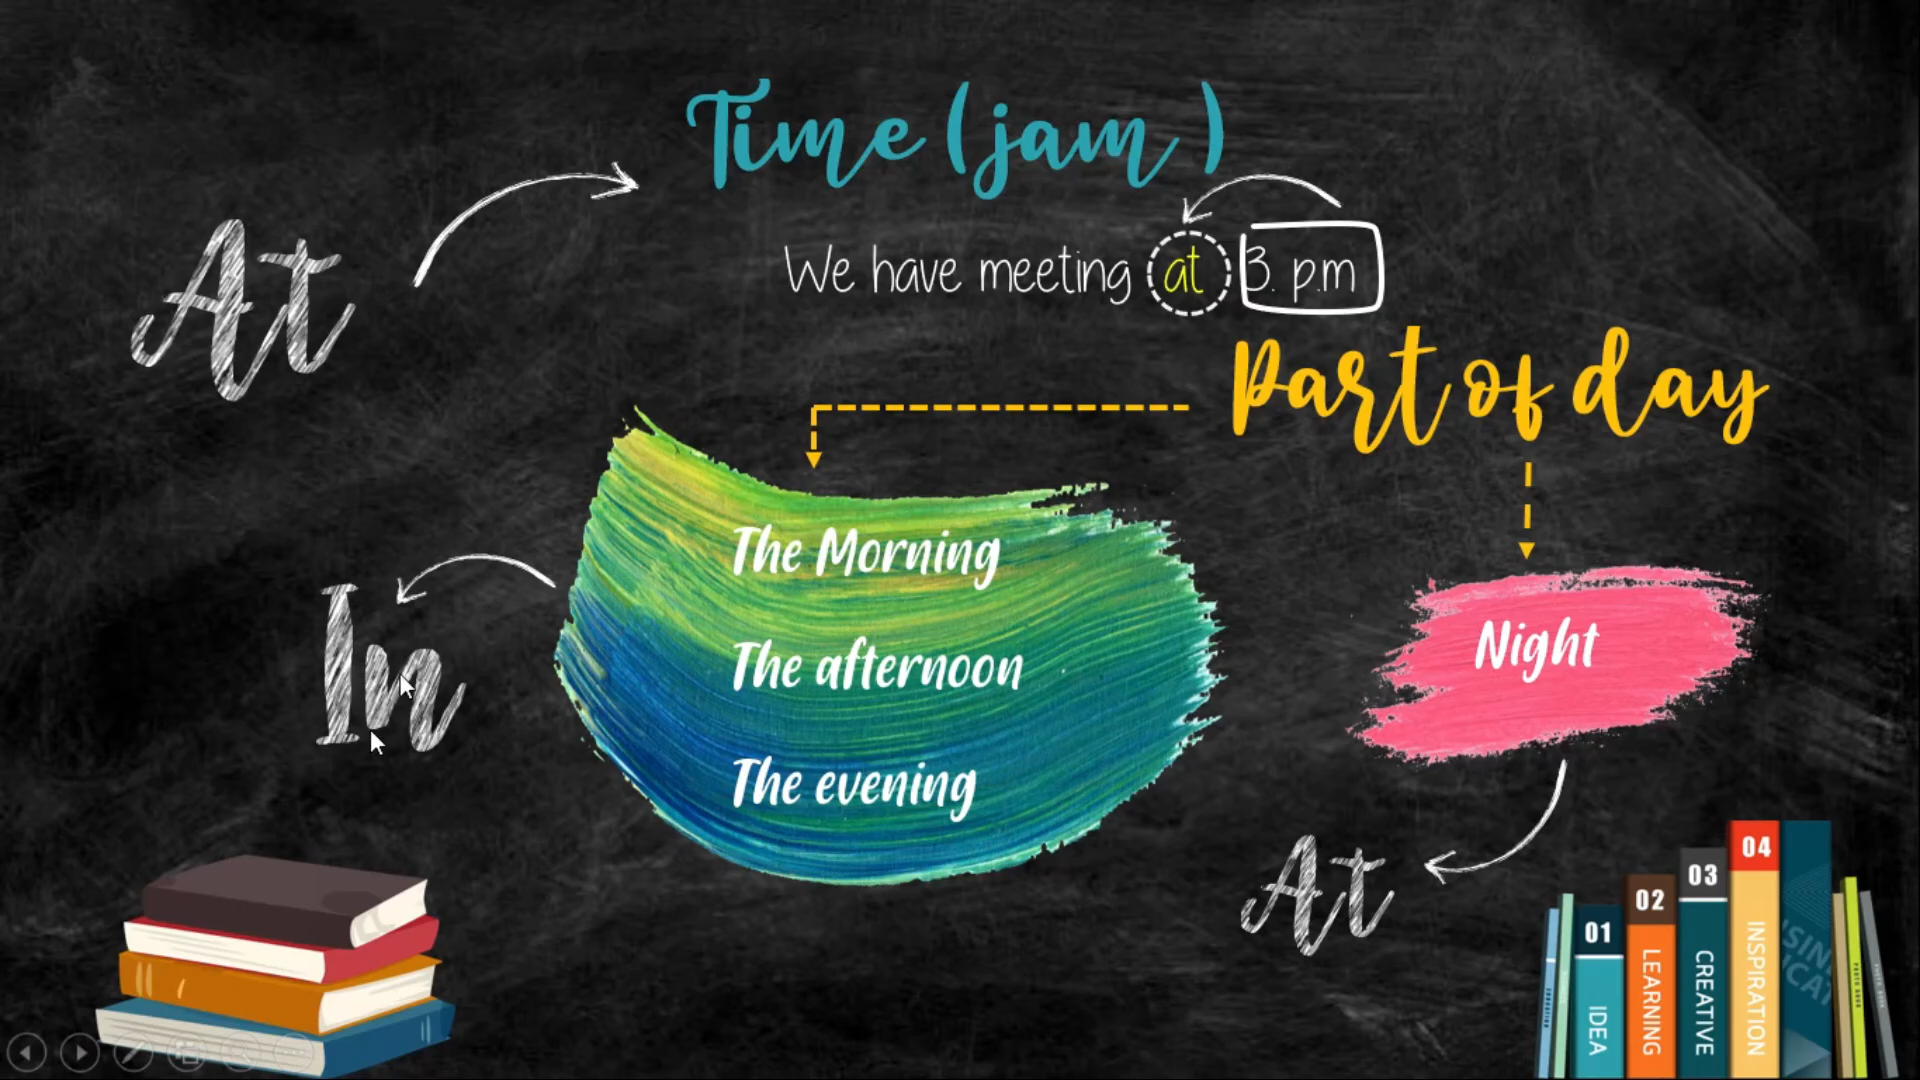 Time (jam)
At
We have meeting at 3. p.m
Part of day
The Morning
In
The afternoon
Night
The evening
At
01 IDEA
02 LEARNING
03 CREATIVE
04 INSPIRATION